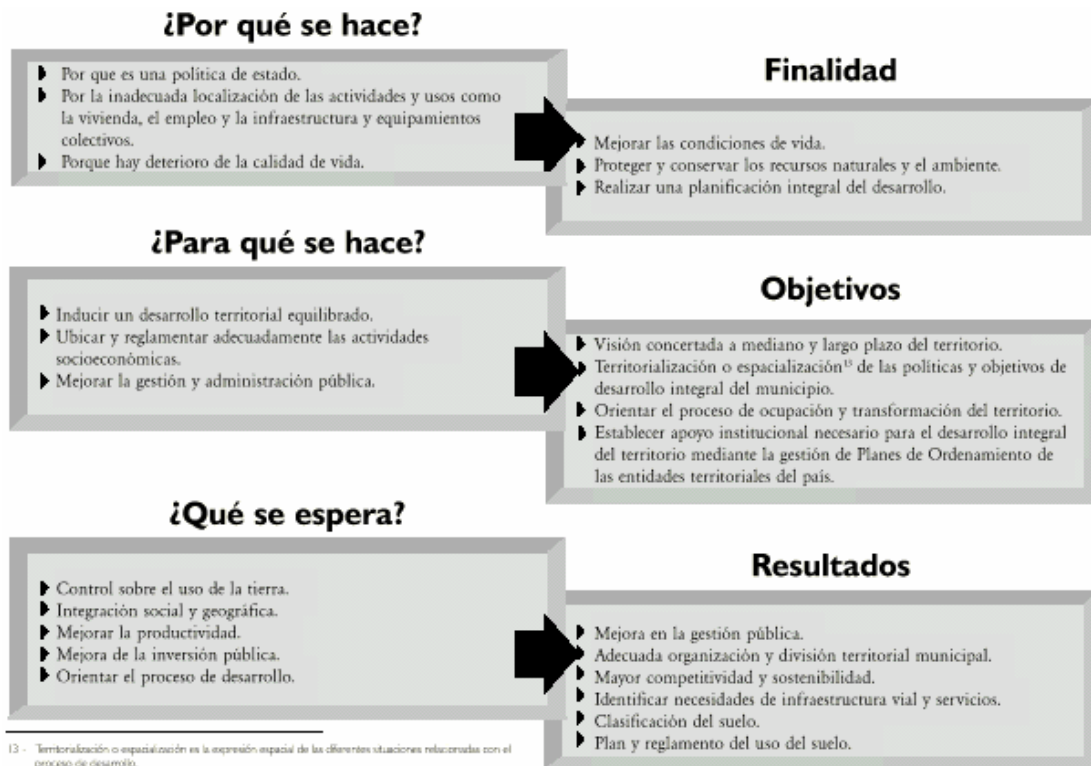 ¿Por qué se hace?
Por que es una política de estado.
Por la inadecuada localización de las actividades y usos como
la vivienda, el empleo y la infraestructura y equipamientos
colectivos.
Porque hay deterioro de la calidad de vida.
Finalidad
Mejorar las condiciones de vida.
Proteger y conservar los recursos naturales y el ambiente.
Realizar una planificación integral del desarrollo.
¿Para qué se hace?
Inducir un desarrollo territorial equilibrado.
Ubicar y reglamentar adecuadamente las actividades
socioeconómicas.
Mejorar la gestión y administración pública.
Objetivos
Visión concertada a mediano y largo plazo del territorio.
Territorialización o espacialización¹³ de las políticas y objetivos de
desarrollo integral del municipio.
Orientar el proceso de ocupación y transformación del territorio.
Establecer apoyo institucional necesario para el desarrollo integral
del territorio mediante la gestión de Planes de Ordenamiento de
las entidades territoriales del país.
¿Qué se espera?
Control sobre el uso de la tierra.
Integración social y geográfica.
Mejorar la productividad.
Mejora de la inversión pública.
Orientar el proceso de desarrollo.
Resultados
Mejora en la gestión pública.
Adecuada organización y división territorial municipal.
Mayor competitividad y sostenibilidad.
Identificar necesidades de infraestructura vial y servicios.
Clasificación del suelo.
Plan y reglamento del uso del suelo.
13 - Territorialización o espacialización es la expresión espacial de las diferentes situaciones relacionadas con el
proceso de desarrollo.